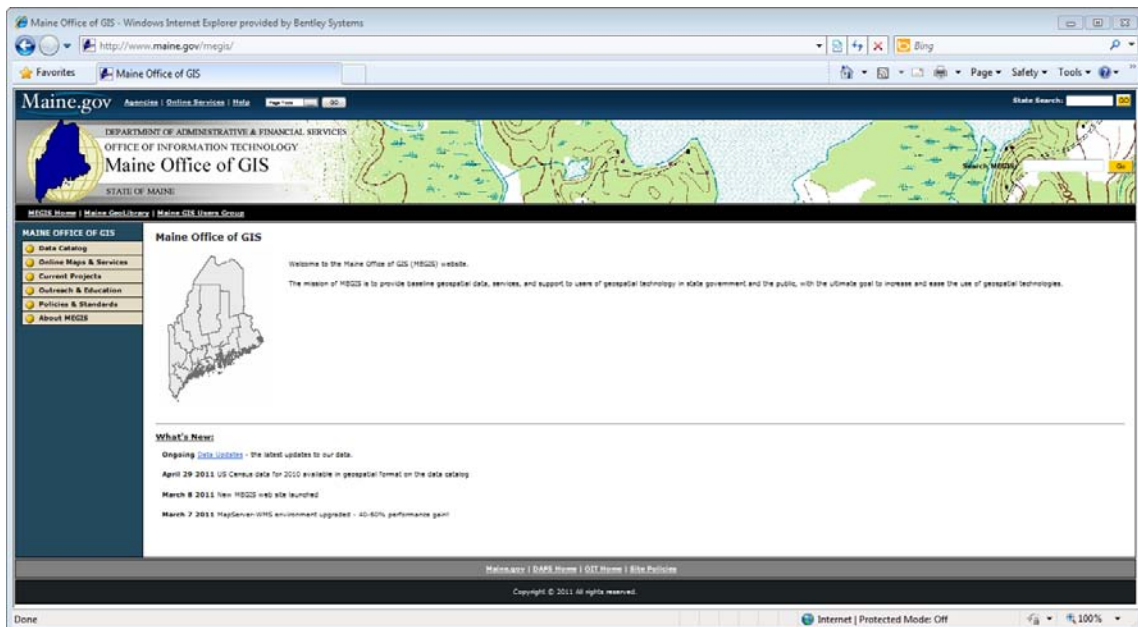 Maine Office of GIS - Windows Internet Explorer provided by Bentley Systems
http://www.maine.gov/megis/
Bing
Favorites
Maine Office of GIS
Page
Safety
Tools
Maine.gov
Agencies | Online Services | Help
GO
State Search:
GO
DEPARTMENT OF ADMINISTRATIVE & FINANCIAL SERVICES
OFFICE OF INFORMATION TECHNOLOGY
Maine Office of GIS
STATE OF MAINE
Search MEGIS:
Go
MEGIS Home | Maine GeoLibrary | Maine GIS Users Group
MAINE OFFICE OF GIS
Data Catalog
Online Maps & Services
Current Projects
Outreach & Education
Policies & Standards
About MEGIS
Maine Office of GIS
Welcome to the Maine Office of GIS (MEGIS) website.
The mission of MEGIS is to provide baseline geospatial data, services, and support to users of geospatial technology in state government and the public, with the ultimate goal to increase and ease the use of geospatial technologies.
What's New:
Ongoing Data Updates - the latest updates to our data.
April 29 2011 US Census data for 2010 available in geospatial format on the data catalog
March 8 2011 New MEGIS web site launched
March 7 2011 MapServer-WMS environment upgraded - 40-60% performance gain!
Maine.gov | DAFS Home | OIT Home | Site Policies
Copyright © 2011 All rights reserved.
Done
Internet | Protected Mode: Off
100%